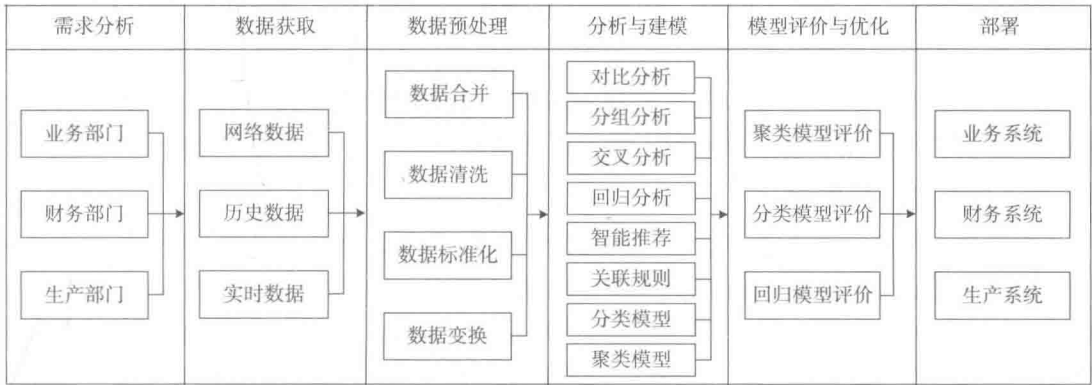 需求分析
业务部门
财务部门
生产部门
数据获取
网络数据
历史数据
实时数据
数据预处理
数据合并
数据清洗
数据标准化
数据变换
分析与建模
对比分析
分组分析
交叉分析
回归分析
智能推荐
关联规则
分类模型
聚类模型
模型评价与优化
聚类模型评价
分类模型评价
回归模型评价
部署
业务系统
财务系统
生产系统